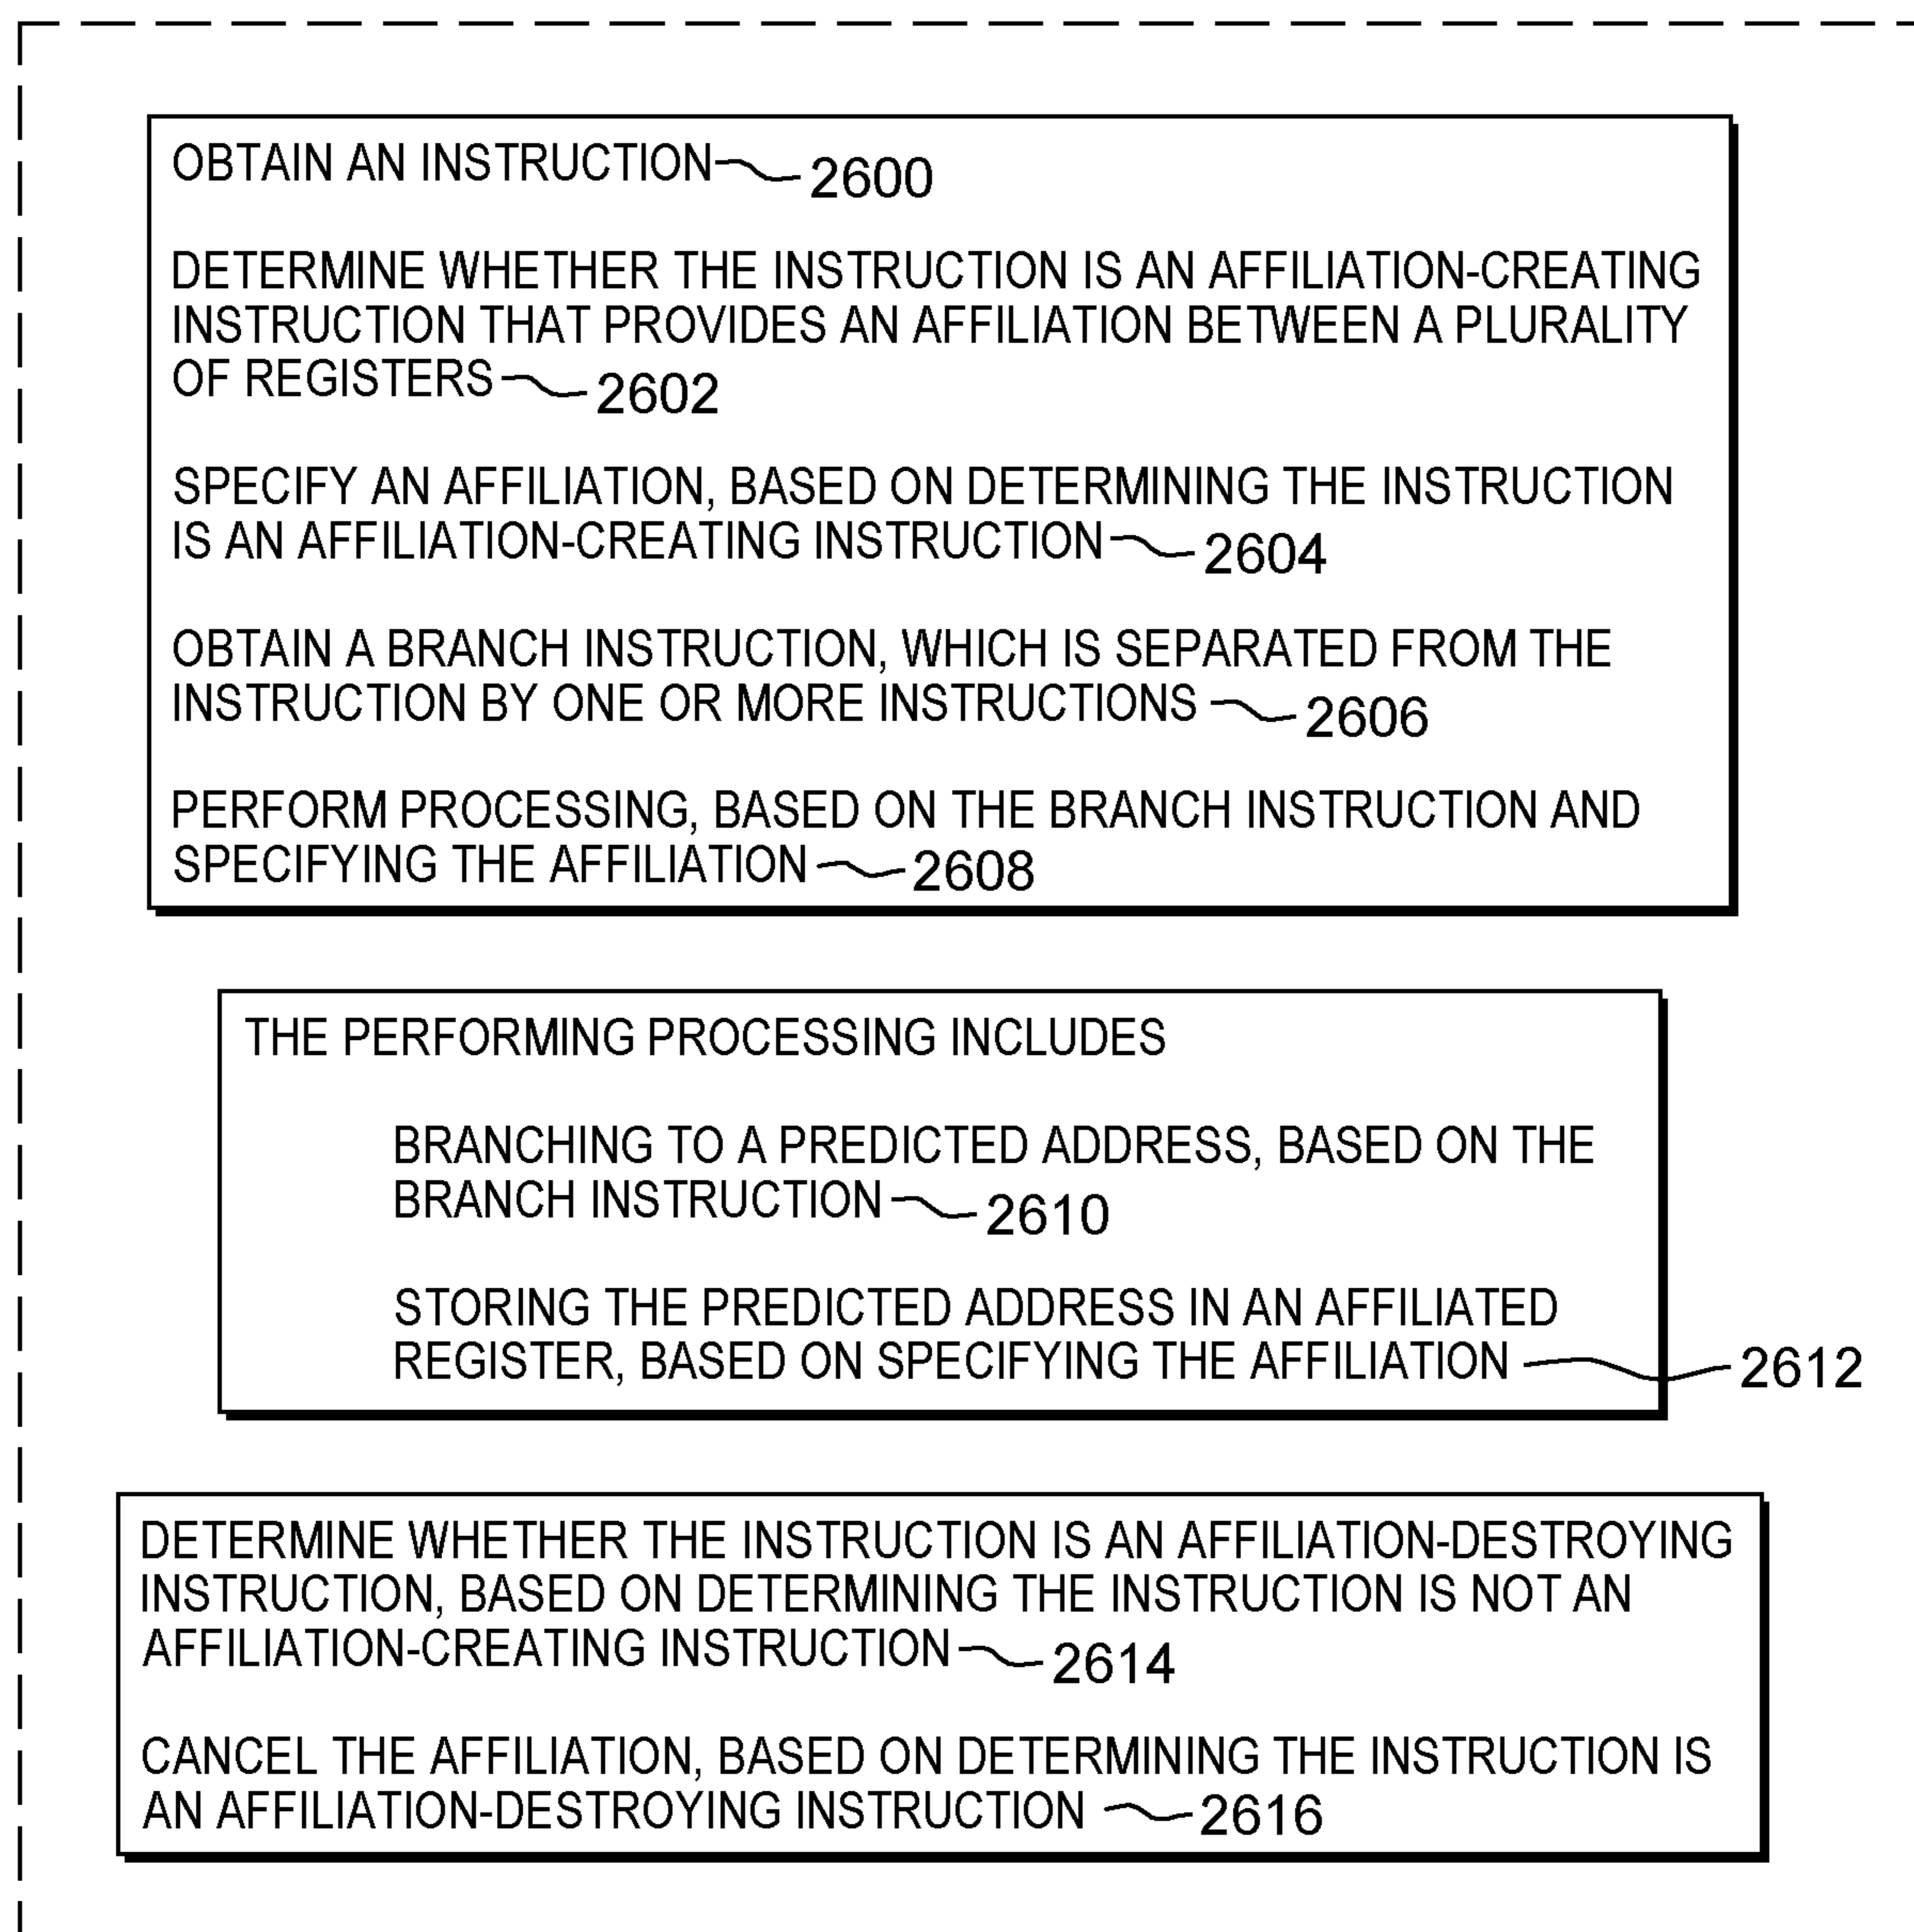 OBTAIN AN INSTRUCTION 2600
DETERMINE WHETHER THE INSTRUCTION IS AN AFFILIATION-CREATING
INSTRUCTION THAT PROVIDES AN AFFILIATION BETWEEN A PLURALITY
OF REGISTERS 2602
SPECIFY AN AFFILIATION, BASED ON DETERMINING THE INSTRUCTION
IS AN AFFILIATION-CREATING INSTRUCTION 2604
OBTAIN A BRANCH INSTRUCTION, WHICH IS SEPARATED FROM THE
INSTRUCTION BY ONE OR MORE INSTRUCTIONS 2606
PERFORM PROCESSING, BASED ON THE BRANCH INSTRUCTION AND
SPECIFYING THE AFFILIATION 2608
THE PERFORMING PROCESSING INCLUDES
BRANCHING TO A PREDICTED ADDRESS, BASED ON THE
BRANCH INSTRUCTION 2610
STORING THE PREDICTED ADDRESS IN AN AFFILIATED
REGISTER, BASED ON SPECIFYING THE AFFILIATION 2612
DETERMINE WHETHER THE INSTRUCTION IS AN AFFILIATION-DESTROYING
INSTRUCTION, BASED ON DETERMINING THE INSTRUCTION IS NOT AN
AFFILIATION-CREATING INSTRUCTION 2614
CANCEL THE AFFILIATION, BASED ON DETERMINING THE INSTRUCTION IS
AN AFFILIATION-DESTROYING INSTRUCTION 2616